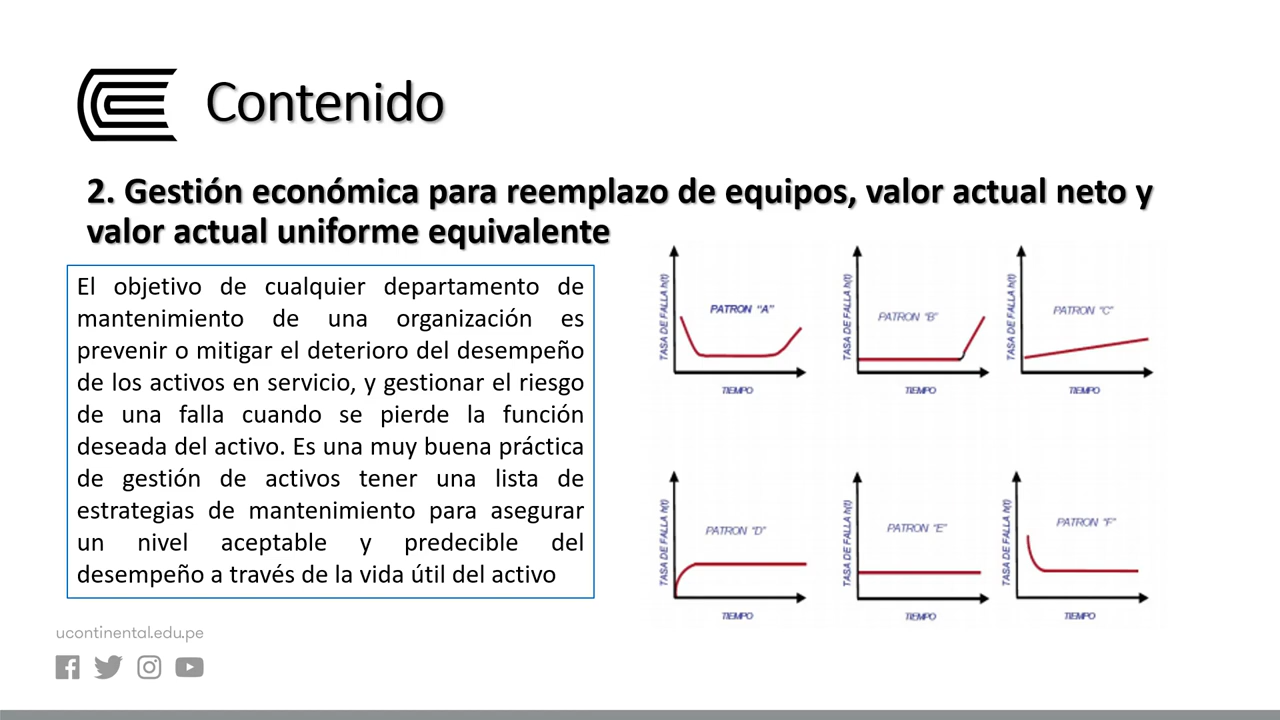 Contenido
2. Gestión económica para reemplazo de equipos, valor actual neto y
valor actual uniforme equivalente
El objetivo de cualquier departamento de
mantenimiento de una organización es
prevenir o mitigar el deterioro del desempeño
de los activos en servicio, y gestionar el riesgo
de una falla cuando se pierde la función
deseada del activo. Es una muy buena práctica
de gestión de activos tener una lista de
estrategias de mantenimiento para asegurar
un nivel aceptable y predecible del
desempeño a través de la vida útil del activo
TASA DE FALLA h(t)
PATRON "A"
TIEMPO
TASA DE FALLA h(t)
PATRON "B"
TIEMPO
TASA DE FALLA h(t)
PATRON "C"
TIEMPO
TASA DE FALLA h(t)
PATRON "D"
TIEMPO
TASA DE FALLA h(t)
PATRON "E"
TIEMPO
TASA DE FALLA h(t)
PATRON "F"
TIEMPO
ucontinental.edu.pe